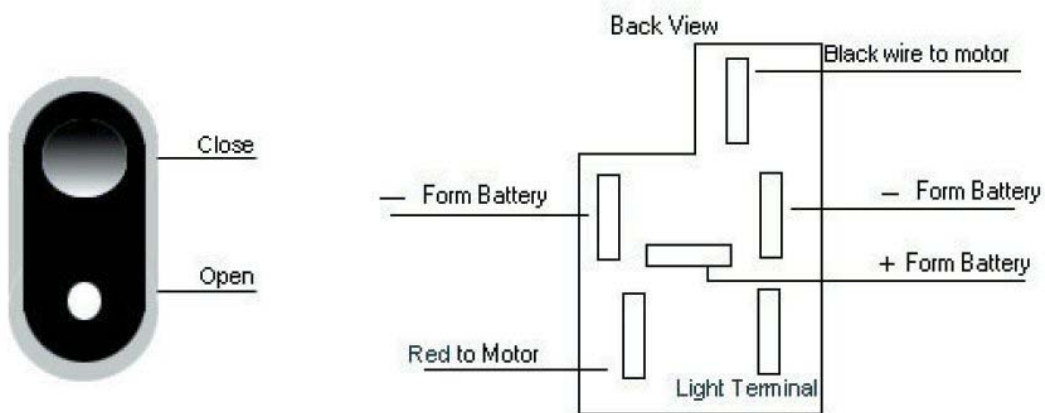 Back View
Black wire to motor
Close
— Form Battery
— Form Battery
Open
+ Form Battery
Red to Motor
Light Terminal